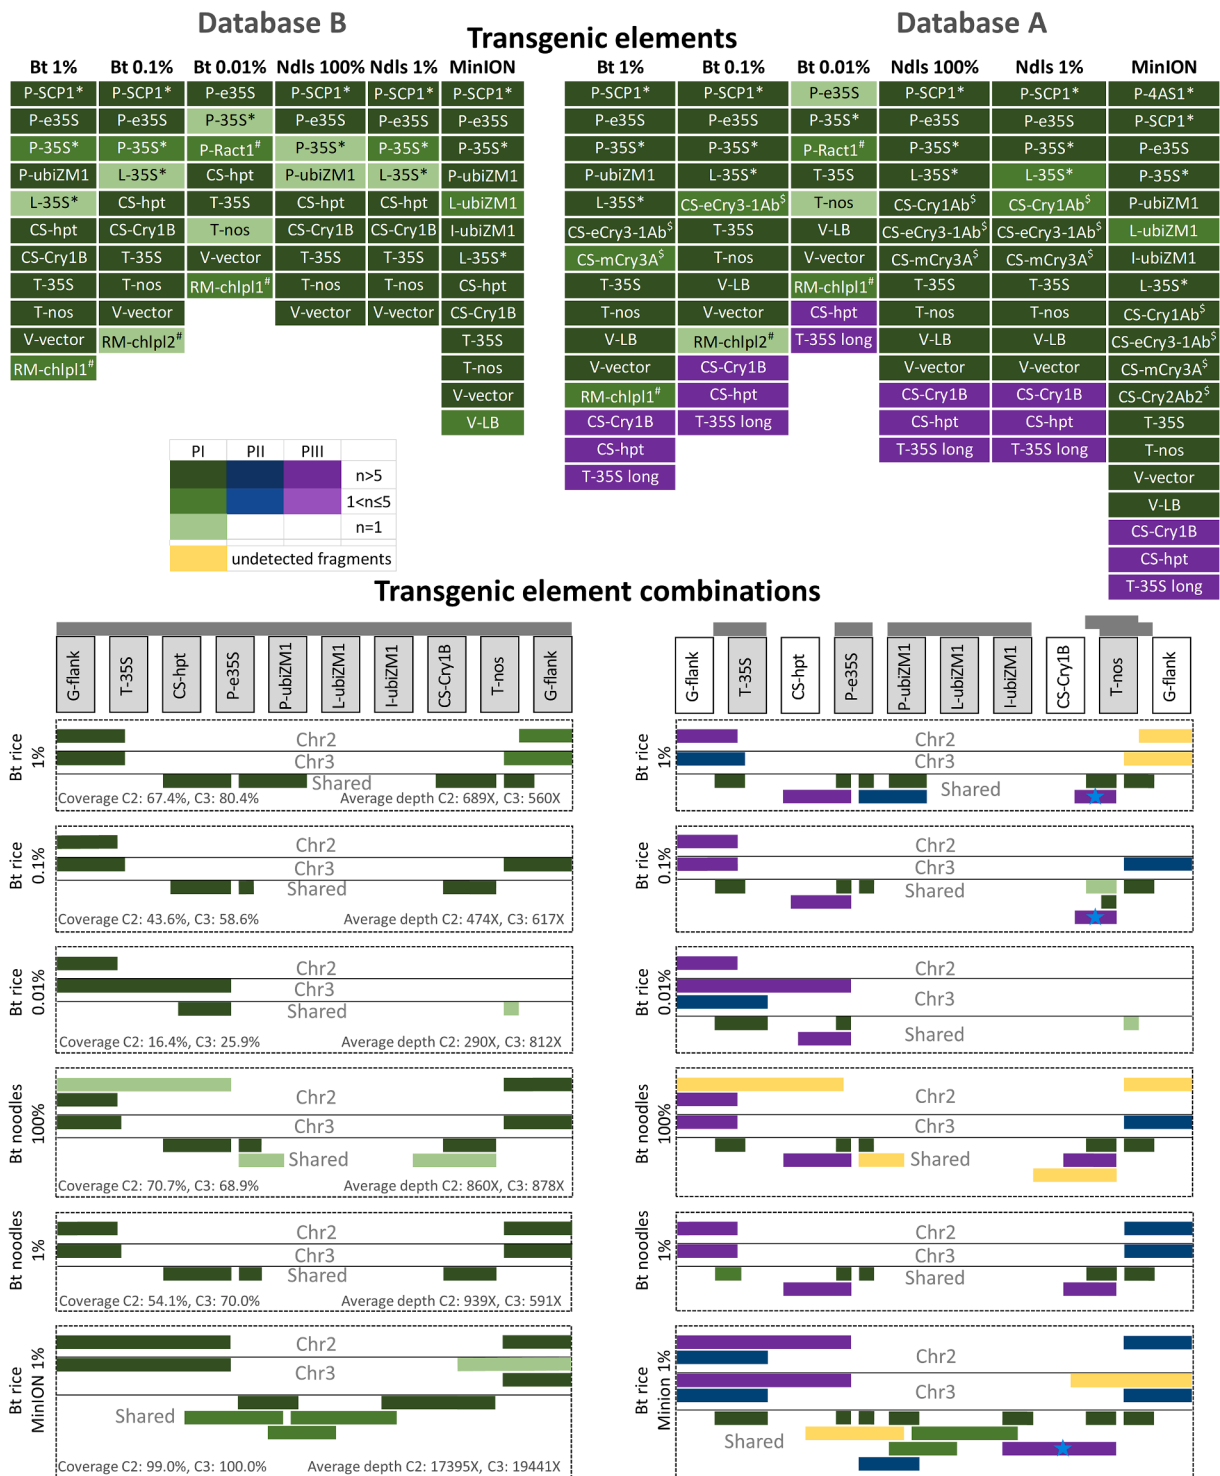 Database B
Database A
Transgenic elements
Bt 1% Bt 0.1% Bt 0.01% Ndls 100% Ndls 1% MinION
P-SCP1* P-SCP1* P-e35S P-SCP1* P-SCP1* P-SCP1*
P-e35S P-e35S P-35S* P-e35S P-e35S P-e35S
P-35S* P-35S* P-Ract1# P-35S* P-35S* P-35S*
P-ubiZM1 L-35S* CS-hpt P-ubiZM1 L-35S* P-ubiZM1
L-35S* CS-hpt T-35S CS-hpt CS-hpt L-ubiZM1
CS-hpt CS-Cry1B T-nos CS-Cry1B CS-Cry1B I-ubiZM1
CS-Cry1B T-35S V-vector T-35S T-35S L-35S*
T-35S T-nos RM-chlpl1# T-nos T-nos CS-hpt
T-nos V-vector V-vector V-vector CS-Cry1B
V-vector RM-chlpl2# T-35S
RM-chlpl1# T-nos
V-vector
V-LB
Bt 1% Bt 0.1% Bt 0.01% Ndls 100% Ndls 1% MinION
P-SCP1* P-SCP1* P-e35S P-SCP1* P-SCP1* P-4AS1*
P-e35S P-e35S P-35S* P-e35S P-e35S P-SCP1*
P-35S* P-35S* P-Ract1# P-35S* P-35S* P-e35S
P-ubiZM1 L-35S* T-35S L-35S* L-35S* P-35S*
L-35S* CS-eCry3-1Ab$ T-nos CS-Cry1Ab$ CS-Cry1Ab$ P-ubiZM1
CS-eCry3-1Ab$ T-35S V-LB CS-eCry3-1Ab$ CS-eCry3-1Ab$ L-ubiZM1
CS-mCry3A$ T-nos V-vector CS-mCry3A$ CS-mCry3A$ I-ubiZM1
T-35S V-LB RM-chlpl1# T-35S T-35S L-35S*
T-nos V-vector CS-hpt T-nos T-nos CS-Cry1Ab$
V-LB RM-chlpl2# T-35S long V-LB V-LB CS-eCry3-1Ab$
V-vector CS-Cry1B V-vector V-vector CS-mCry3A$
RM-chlpl1# CS-hpt CS-Cry1B CS-Cry1B CS-Cry2Ab2$
CS-Cry1B T-35S long CS-hpt CS-hpt T-35S
CS-hpt T-35S long T-35S long T-nos
T-35S long V-vector
V-LB
CS-Cry1B
CS-hpt
T-35S long
PI PII PIII
n>5
1<n≤5
n=1
undetected fragments
Transgenic element combinations
G-flank T-35S CS-hpt P-e35S P-ubiZM1 L-ubiZM1 I-ubiZM1 CS-Cry1B T-nos G-flank
Bt rice 1%
Chr2
Chr3
Shared
Coverage C2: 67.4%, C3: 80.4% Average depth C2: 689X, C3: 560X
Bt rice 0.1%
Chr2
Chr3
Shared
Coverage C2: 43.6%, C3: 58.6% Average depth C2: 474X, C3: 617X
Bt rice 0.01%
Chr2
Chr3
Shared
Coverage C2: 16.4%, C3: 25.9% Average depth C2: 290X, C3: 812X
Bt noodles 100%
Chr2
Chr3
Shared
Coverage C2: 70.7%, C3: 68.9% Average depth C2: 860X, C3: 878X
Bt noodles 1%
Chr2
Chr3
Shared
Coverage C2: 54.1%, C3: 70.0% Average depth C2: 939X, C3: 591X
Bt rice MinION 1%
Chr2
Chr3
Shared
Coverage C2: 99.0%, C3: 100.0% Average depth C2: 17395X, C3: 19441X
G-flank T-35S CS-hpt P-e35S P-ubiZM1 L-ubiZM1 I-ubiZM1 CS-Cry1B T-nos G-flank
Bt rice 1%
Chr2
Chr3
Shared
Bt rice 0.1%
Chr2
Chr3
Shared
Bt rice 0.01%
Chr2
Chr3
Shared
Bt noodles 100%
Chr2
Chr3
Shared
Bt noodles 1%
Chr2
Chr3
Shared
Bt rice Minion 1%
Chr2
Chr3
Shared